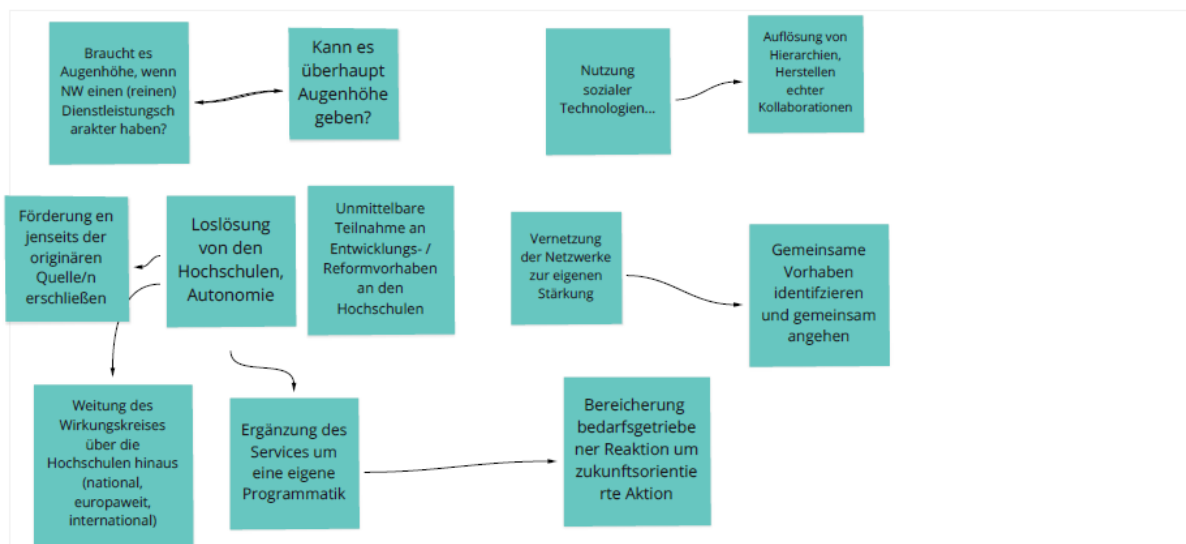 Braucht es
Augenhöhe, wenn
NW einen (reinen)
Dienstleistungsch
arakter haben?
Kann es
überhaupt
Augenhöhe
geben?
Nutzung
sozialer
Technologien...
Auflösung von
Hierarchien,
Herstellen
echter
Kollaborationen
Förderung en
jenseits der
originären
Quelle/n
erschließen
Loslösung
von den
Hochschulen,
Autonomie
Unmittelbare
Teilnahme an
Entwicklungs- /
Reformvorhaben
an den
Hochschulen
Vernetzung
der Netzwerke
zur eigenen
Stärkung
Gemeinsame
Vorhaben
identifzieren
und gemeinsam
angehen
Weitung des
Wirkungskreises
über die
Hochschulen hinaus
(national,
europaweit,
international)
Ergänzung des
Services um
eine eigene
Programmatik
Bereicherung
bedarfsgetriebe
ner Reaktion um
zukunftsorientie
rte Aktion